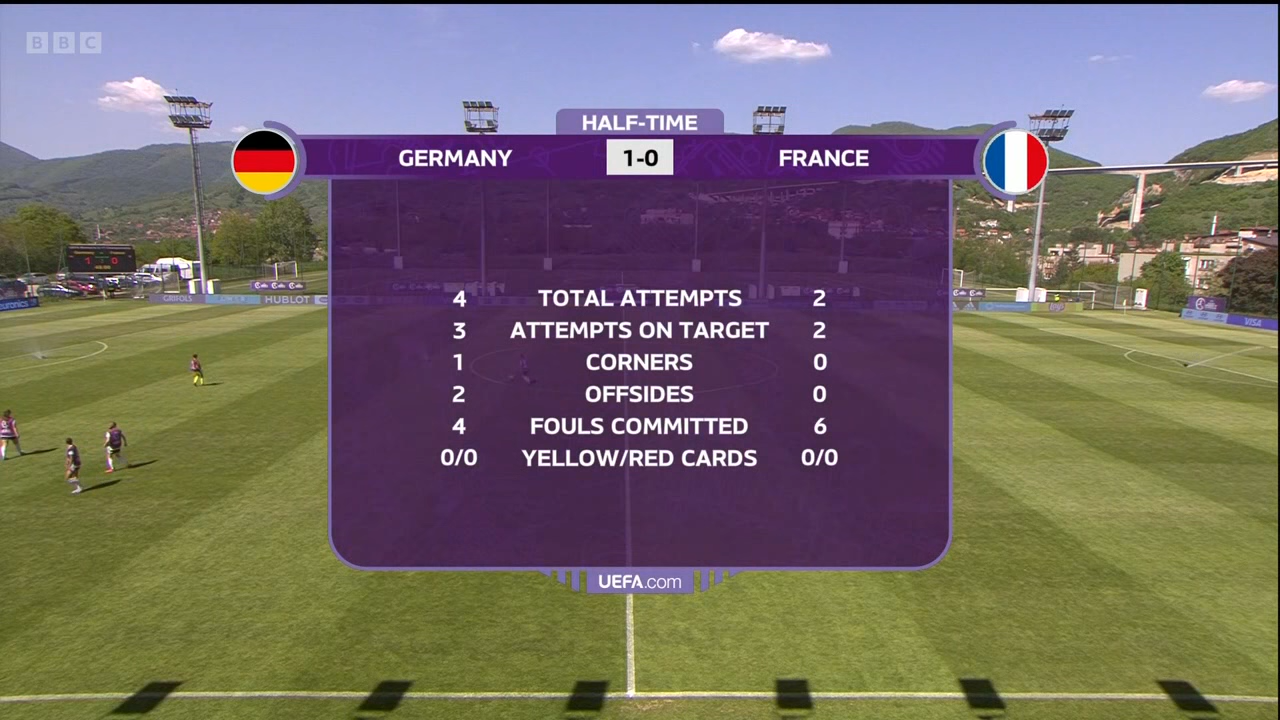 BBC
HALF-TIME
GERMANY 1-0 FRANCE
4 TOTAL ATTEMPTS 2
3 ATTEMPTS ON TARGET 2
1 CORNERS 0
2 OFFSIDES 0
4 FOULS COMMITTED 6
0/0 YELLOW/RED CARDS 0/0
UEFA.com
GRIFOLS
HUBLOT
VISA